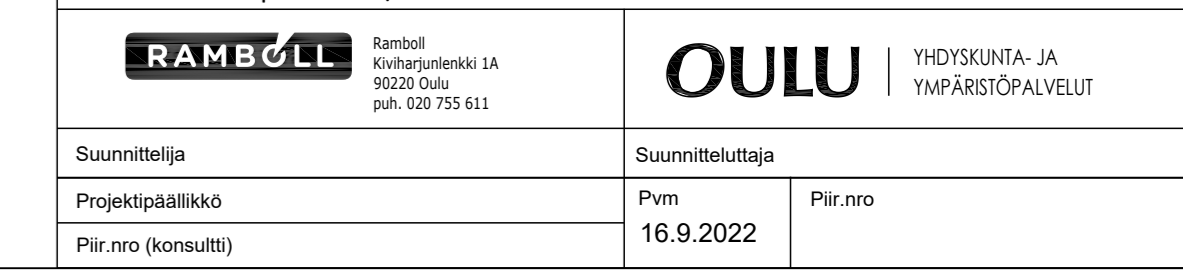 RAMBOLL
Ramboll
Kiviharjunlenkki 1A
90220 Oulu
puh. 020 755 611
OULU
YHDYSKUNTA- JA
YMPÄRISTÖPALVELUT
Suunnittelija
Suunnitteluttaja
Projektipäällikkö
Pvm
16.9.2022
Piir.nro
Piir.nro (konsultti)